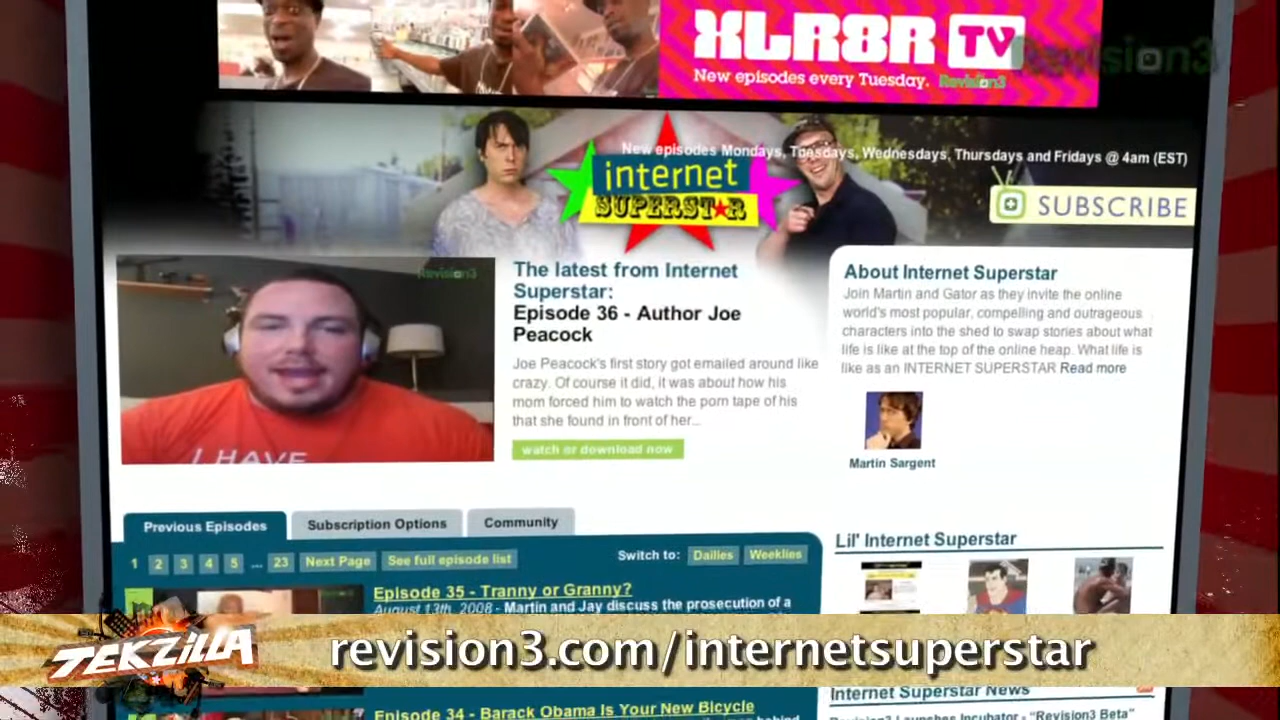 XLR8R TV
New episodes every Tuesday. Revision3
Revision3
New episodes Mondays, Tuesdays, Wednesdays, Thursdays and Fridays @ 4am (EST)
internet
SUPERSTAR
SUBSCRIBE
Revision3
I HAVE
The latest from Internet
Superstar:
Episode 36 - Author Joe
Peacock
Joe Peacock's first story got emailed around like
crazy. Of course it did, it was about how his
mom forced him to watch the porn tape of his
that she found in front of her...
watch or download now
About Internet Superstar
Join Martin and Gator as they invite the online
world's most popular, compelling and outrageous
characters into the shed to swap stories about what
life is like at the top of the online heap. What life is
like as an INTERNET SUPERSTAR Read more
Martin Sargent
Previous Episodes
Subscription Options
Community
1 2 3 4 5 ... 23 Next Page See full episode list
Switch to: Dailies Weeklies
Episode 35 - Tranny or Granny?
August 13th, 2008 - Martin and Jay discuss the prosecution of a
Lil' Internet Superstar
TEKZILLA
revision3.com/internetsuperstar
Episode 34 - Barack Obama Is Your New Bicycle
Internet Superstar News
Revision3 Launches Incubator - "Revision3 Beta"